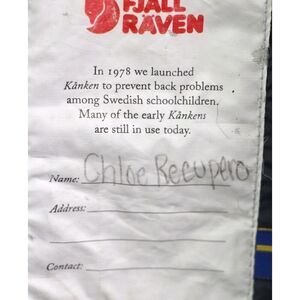 FJÄLL
RÄVEN
In 1978 we launched
Kånken to prevent back problems
among Swedish schoolchildren.
Many of the early Kånkens
are still in use today.
Name: Chloe Recupero
Address:
Contact: